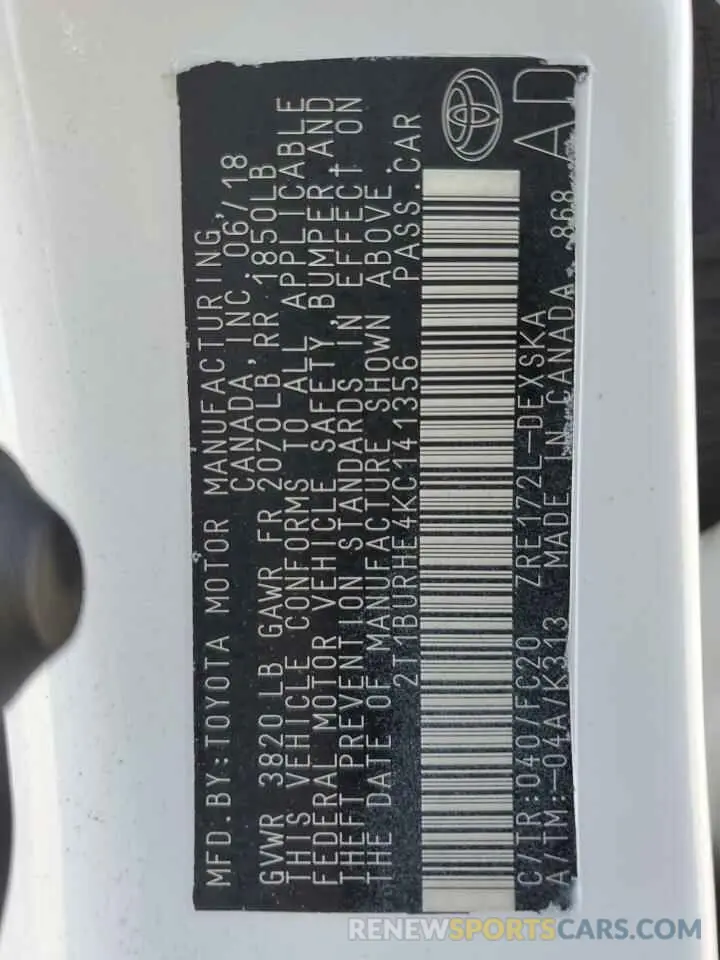 MFD.BY:TOYOTA MOTOR MANUFACTURING,
CANADA, INC. 06/18
GVWR 3820 LB GAWR FR 2070LB, RR 1850LB
THIS VEHICLE CONFORMS TO ALL APPLICABLE
FEDERAL MOTOR VEHICLE SAFETY, BUMPER, AND
THEFT PREVENTION STANDARDS IN EFFECT ON
THE DATE OF MANUFACTURE SHOWN ABOVE.
2T1BURHE4KC141356 PASS.CAR
C/TR:040/FC20 ZRE172L-DEXSKA
A/TM:-04A/K313 MADE IN CANADA 868
AD
RENEWSPORTSCARS.COM